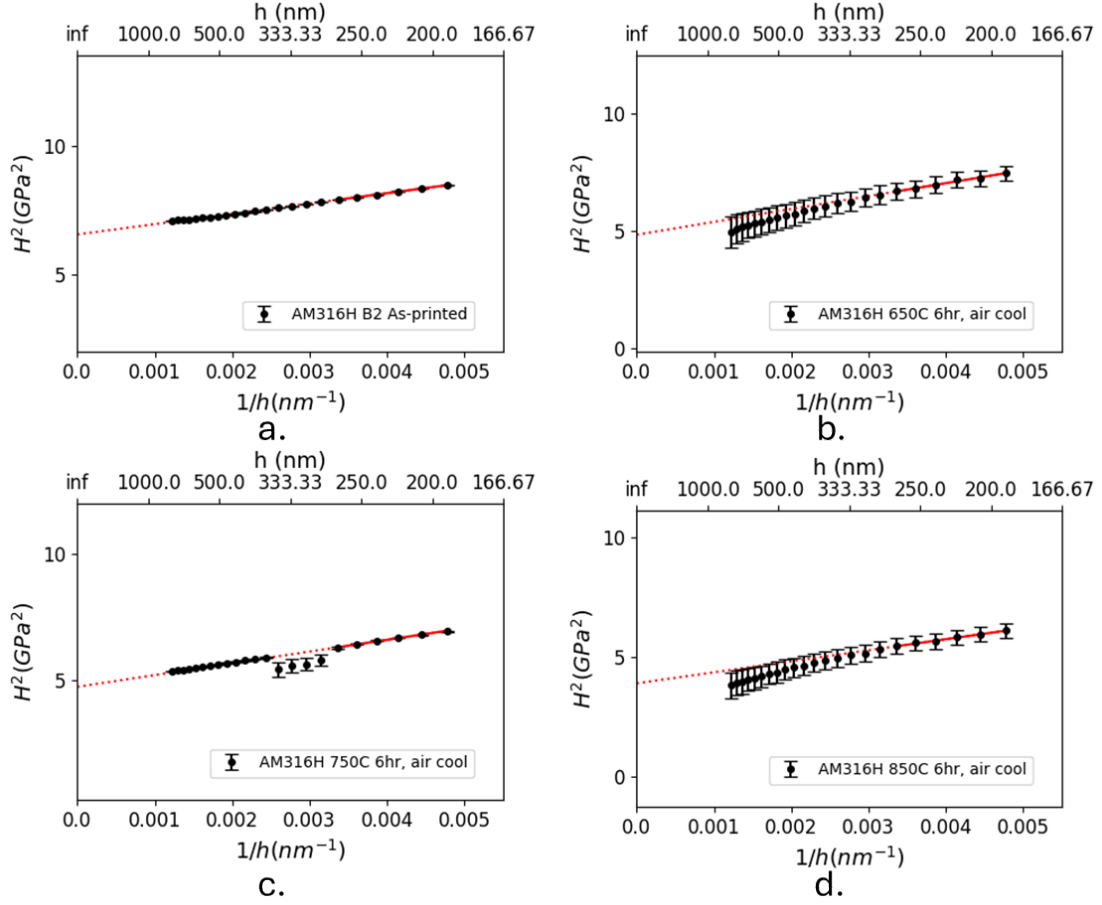 h (nm)
inf 1000.0 500.0 333.33 250.0 200.0 166.67
10
5
H²(GPa²)
AM316H B2 As-printed
0.0 0.001 0.002 0.003 0.004 0.005
1/h(nm⁻¹)
a.
h (nm)
inf 1000.0 500.0 333.33 250.0 200.0 166.67
10
5
0
H²(GPa²)
AM316H 650C 6hr, air cool
0.0 0.001 0.002 0.003 0.004 0.005
1/h(nm⁻¹)
b.
h (nm)
inf 1000.0 500.0 333.33 250.0 200.0 166.67
10
5
H²(GPa²)
AM316H 750C 6hr, air cool
0.0 0.001 0.002 0.003 0.004 0.005
1/h(nm⁻¹)
c.
h (nm)
inf 1000.0 500.0 333.33 250.0 200.0 166.67
10
5
0
H²(GPa²)
AM316H 850C 6hr, air cool
0.0 0.001 0.002 0.003 0.004 0.005
1/h(nm⁻¹)
d.